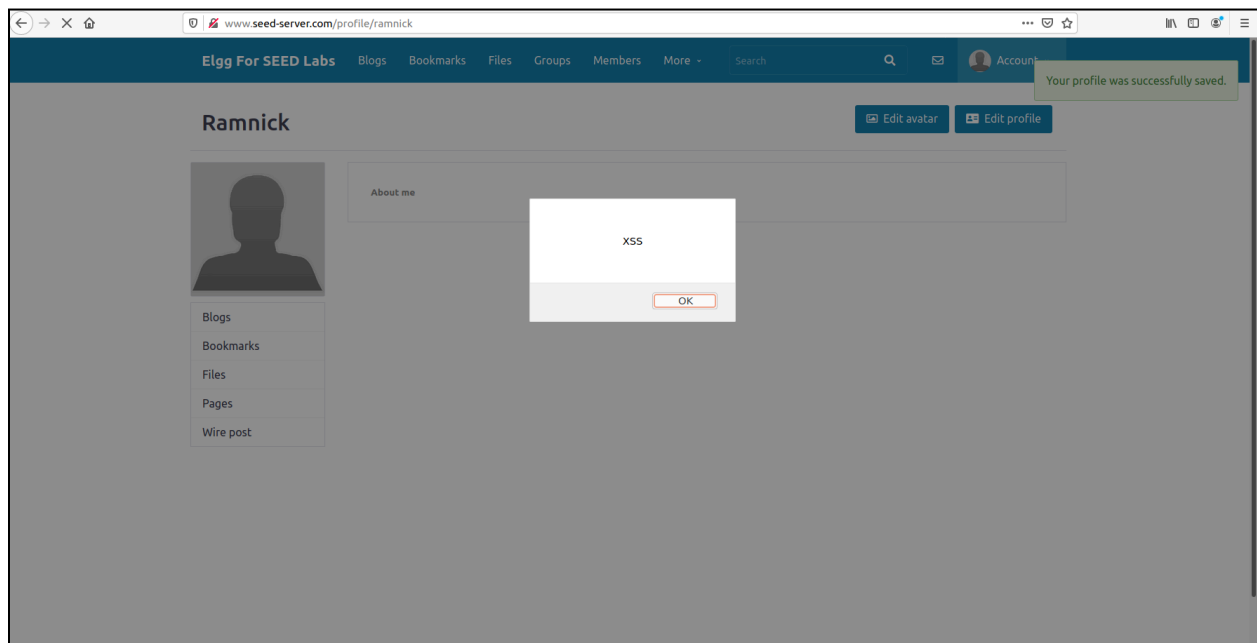 www.seed-server.com/profile/ramnick
Elgg For SEED Labs Blogs Bookmarks Files Groups Members More Search Account
Your profile was successfully saved.
Ramnick
Edit avatar Edit profile
About me
xss
OK
Blogs
Bookmarks
Files
Pages
Wire post